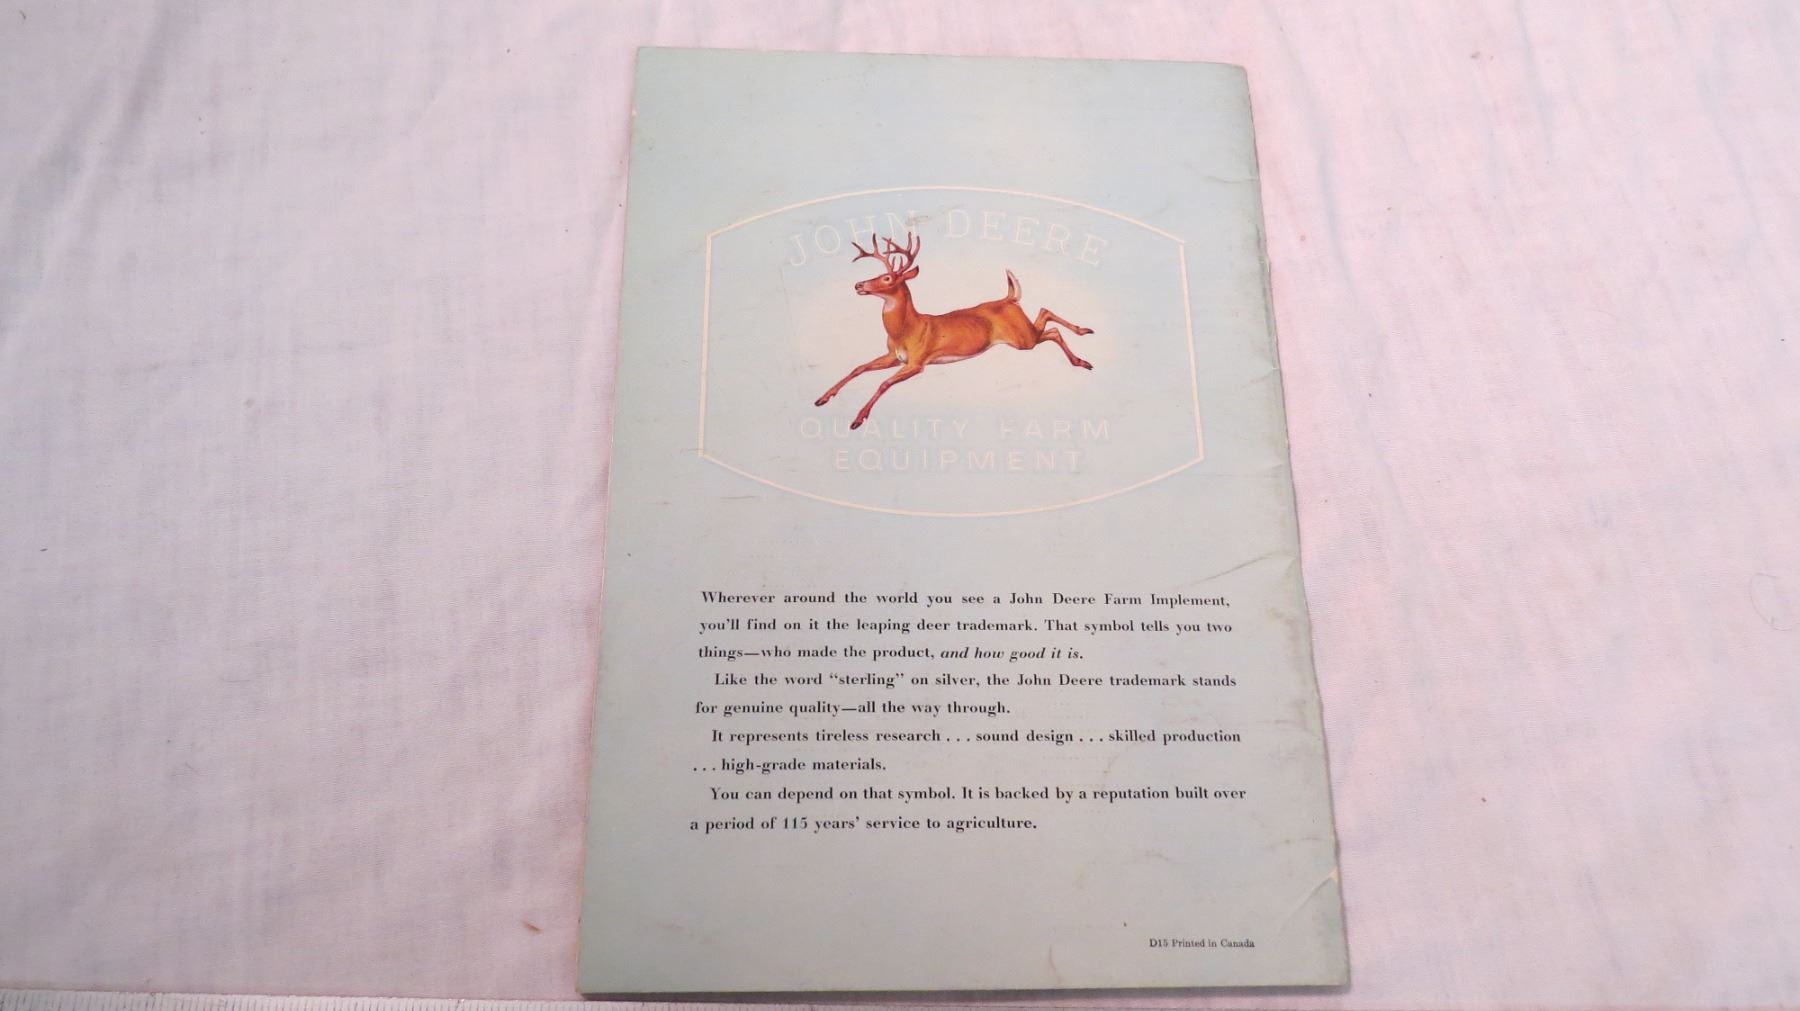 JOHN DEERE
QUALITY FARM
EQUIPMENT
Wherever around the world you see a John Deere Farm Implement,
you'll find on it the leaping deer trademark. That symbol tells you two
things—who made the product, and how good it is.
Like the word “sterling” on silver, the John Deere trademark stands
for genuine quality—all the way through.
It represents tireless research . . . sound design . . . skilled production
. . . high-grade materials.
You can depend on that symbol. It is backed by a reputation built over
a period of 115 years’ service to agriculture.
D15 Printed in Canada